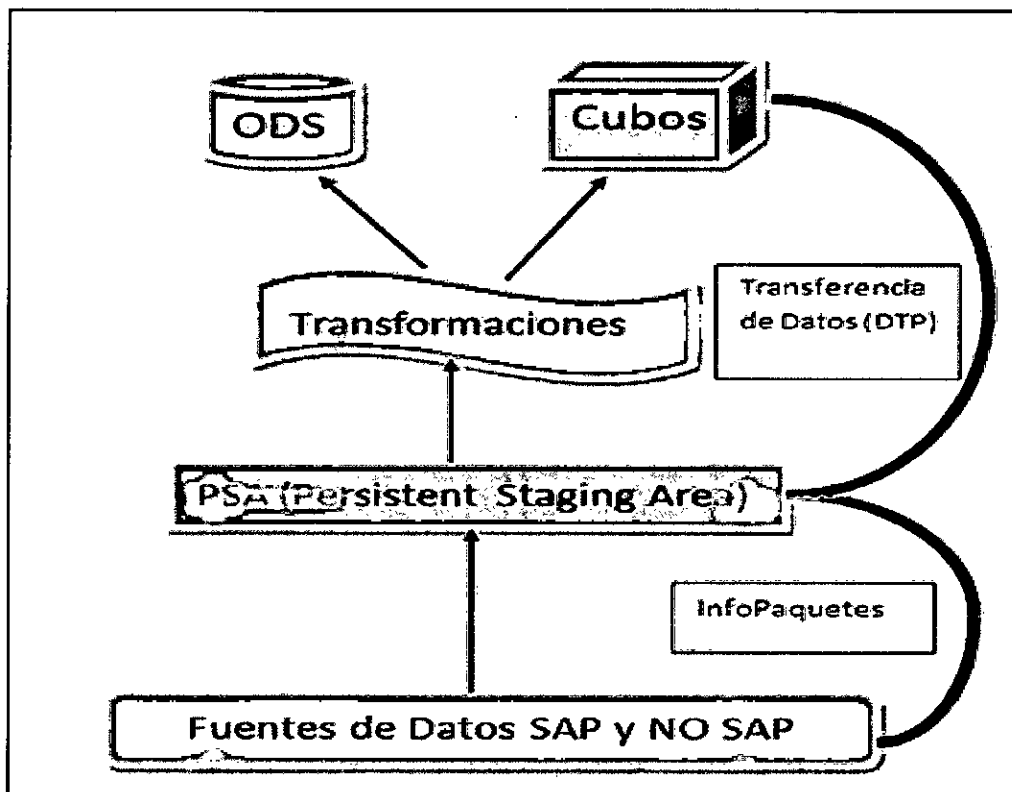 ODS
Cubos
Transformaciones
Transferencia
de Datos (DTP)
PSA (Persistent Staging Area)
InfoPaquetes
Fuentes de Datos SAP y NO SAP